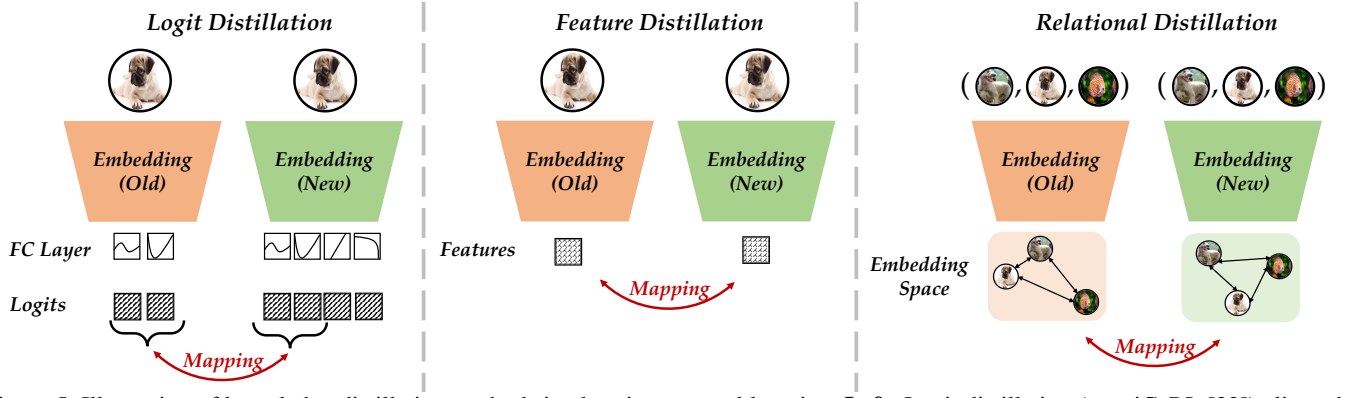 Logit Distillation
Embedding
(Old)
Embedding
(New)
FC Layer
Logits
Mapping
Feature Distillation
Embedding
(Old)
Embedding
(New)
Features
Mapping
Relational Distillation
( , , ) ( , , )
Embedding
(Old)
Embedding
(New)
Embedding
Space
Mapping